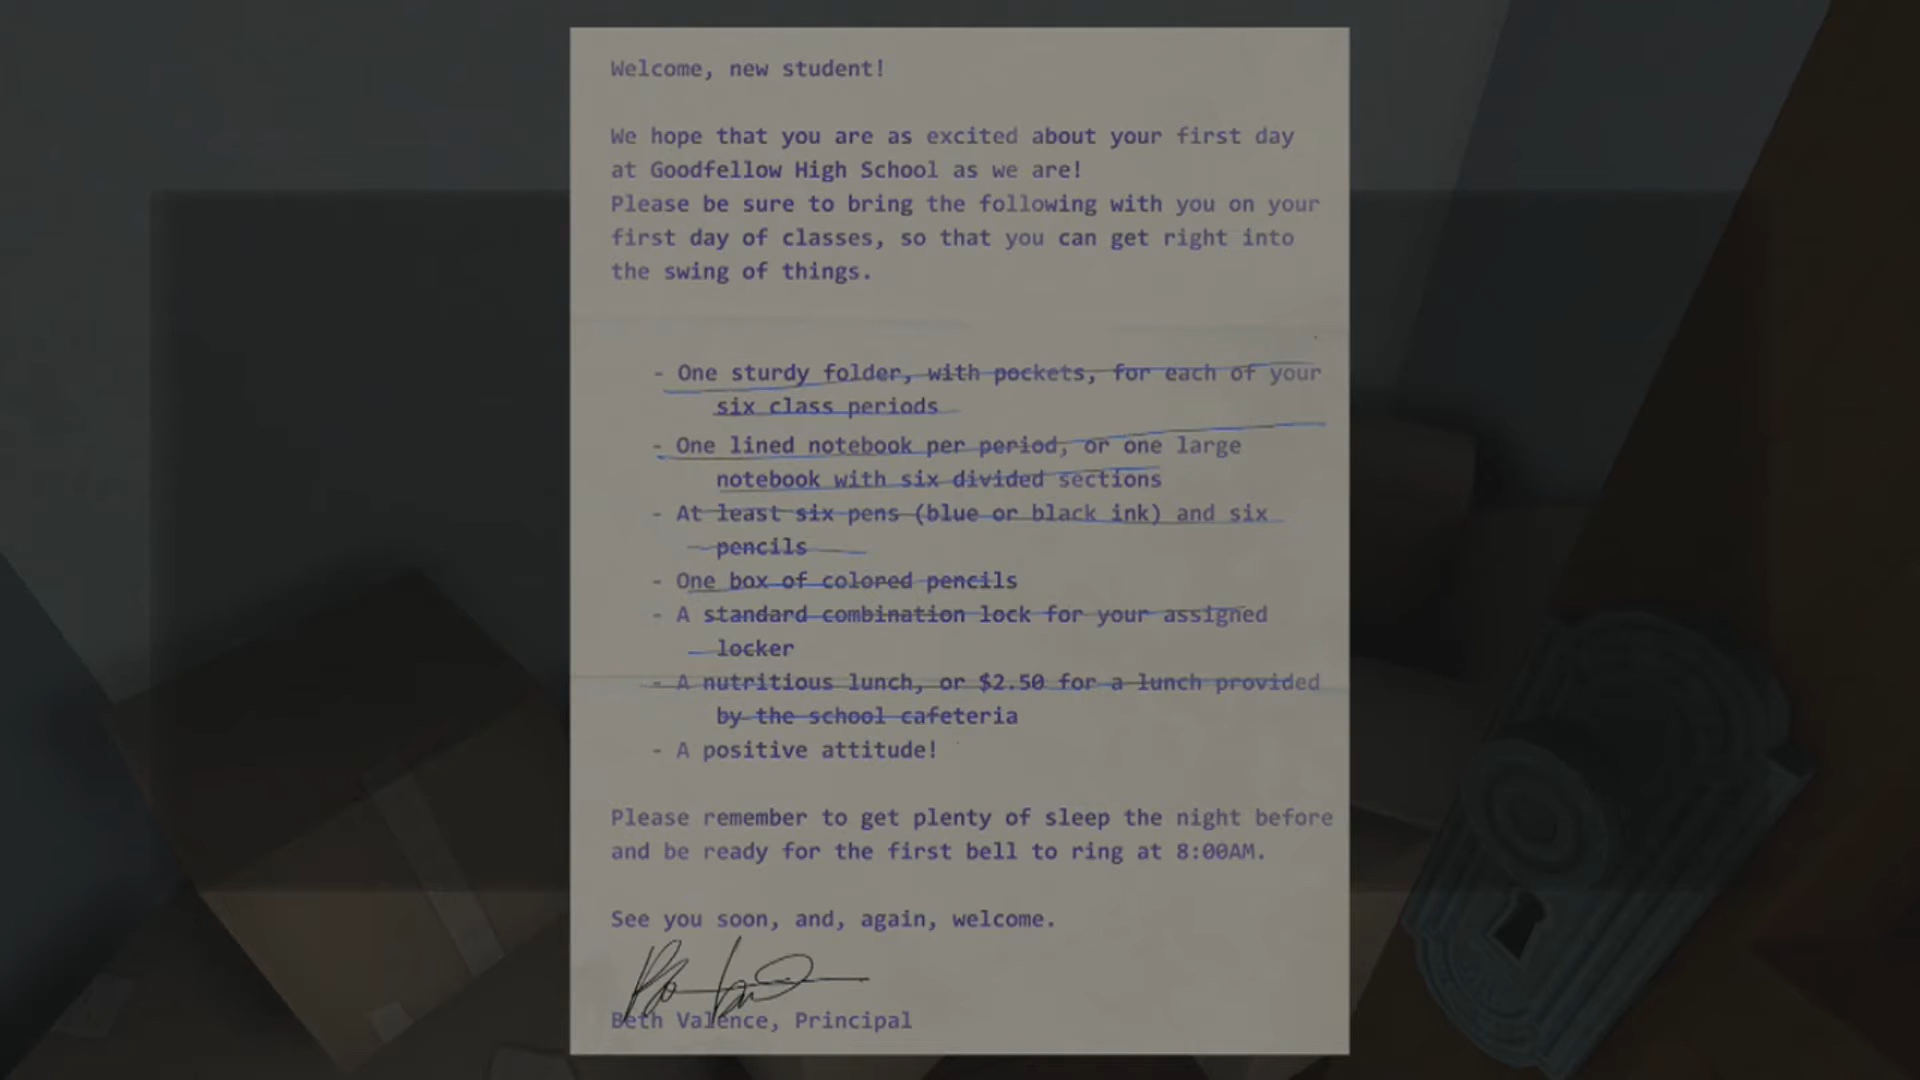 Welcome, new student!
We hope that you are as excited about your first day
at Goodfellow High School as we are!
Please be sure to bring the following with you on your
first day of classes, so that you can get right into
the swing of things.
- One sturdy folder, with pockets, for each of your
six class periods
- One lined notebook per period, or one large
notebook with six divided sections
- At least six pens (blue or black ink) and six
pencils
- One box of colored pencils
- A standard combination lock for your assigned
locker
- A nutritious lunch, or $2.50 for a lunch provided
by the school cafeteria
- A positive attitude!
Please remember to get plenty of sleep the night before
and be ready for the first bell to ring at 8:00AM.
See you soon, and, again, welcome.
Beth Valence, Principal